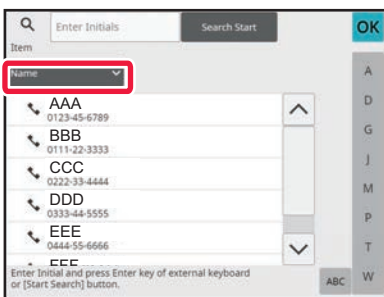 Enter Initials
Search Start
OK
Item
Name
AAA
0123-45-6789
BBB
0111-22-3333
CCC
0222-33-4444
DDD
0333-44-5555
EEE
0444-55-6666
Enter Initial and press Enter key of external keyboard
or [Start Search] button.
A
D
G
J
M
P
T
W
ABC